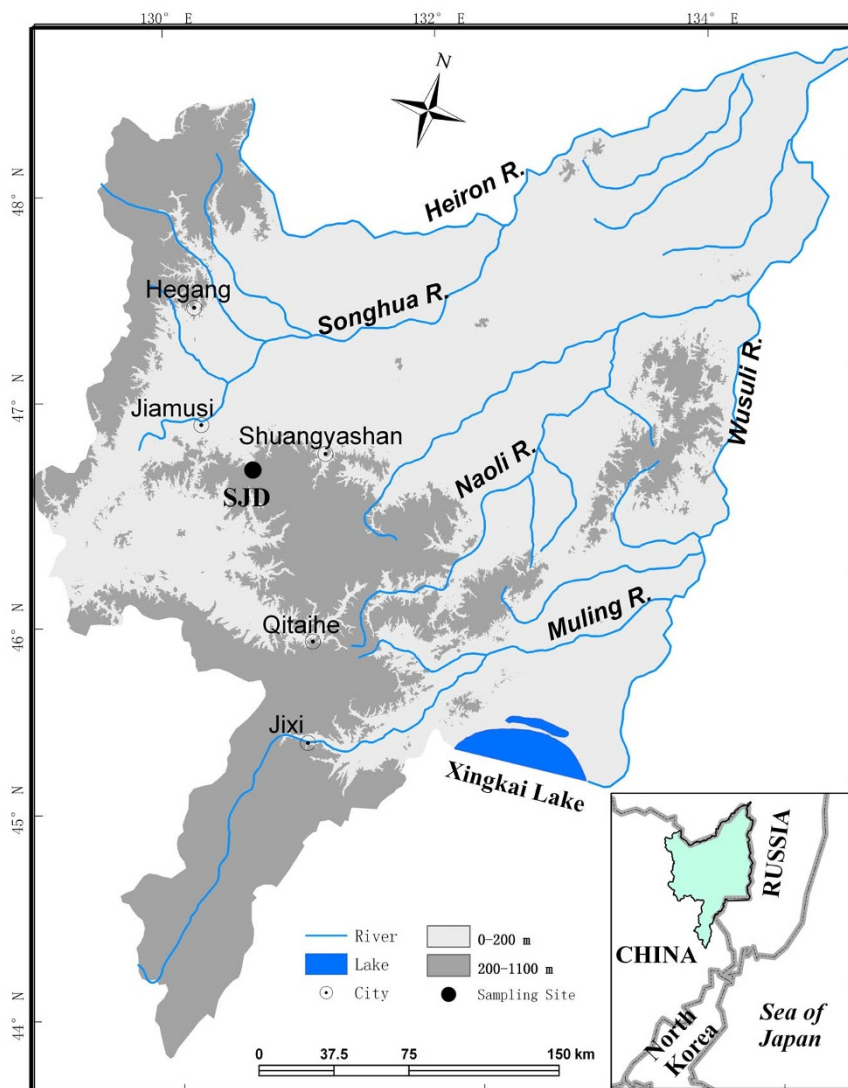 130° E
132° E
134° E
N
48° N
Heiron R.
Hegang
Songhua R.
47° N
Jiamusi
Shuangyashan
Wusuli R.
Naoli R.
SJD
46° N
Qitaihe
Muling R.
Jixi
Xingkai Lake
45° N
44° N
River
Lake
City
0-200 m
200-1100 m
Sampling Site
0 37.5 75 150 km
RUSSIA
CHINA
North
Korea
Sea of
Japan